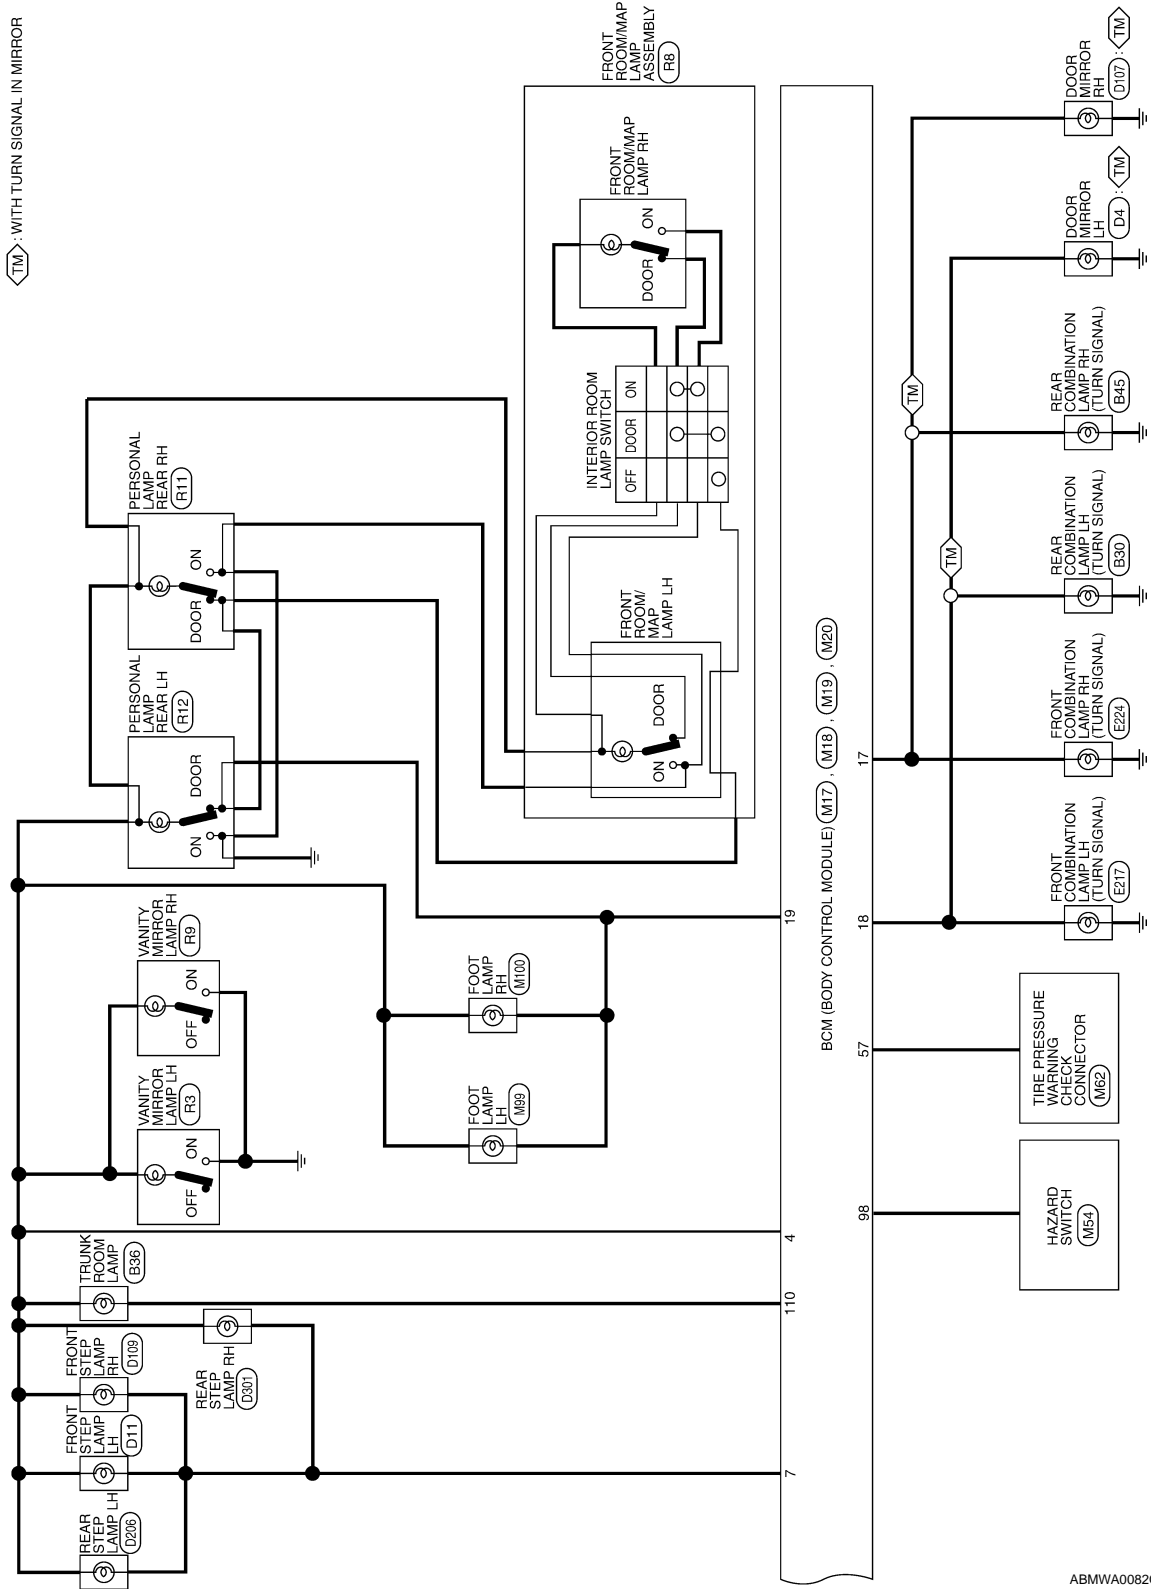 TM : WITH TURN SIGNAL IN MIRROR
REAR
STEP
LAMP LH
D206
FRONT
STEP
LAMP
LH
D11
FRONT
STEP
LAMP
RH
D109
REAR
STEP
LAMP RH
D301
TRUNK
ROOM
LAMP
B36
VANITY
MIRROR
LAMP LH
R3
OFF
ON
VANITY
MIRROR
LAMP RH
R9
OFF
ON
PERSONAL
LAMP
REAR LH
R12
ON
DOOR
PERSONAL
LAMP
REAR RH
R11
DOOR
ON
FOOT
LAMP
LH
M99
FOOT
LAMP
RH
M100
FRONT
ROOM/MAP
LAMP
ASSEMBLY
R8
FRONT
ROOM/MAP
LAMP RH
DOOR
ON
INTERIOR ROOM
LAMP SWITCH
OFF DOOR ON
FRONT
ROOM/
MAP
LAMP LH
ON
DOOR
7
110
4
19
BCM (BODY CONTROL MODULE) M17 , M18 , M19 , M20
98
57
18
17
HAZARD
SWITCH
M54
TIRE PRESSURE
WARNING
CHECK
CONNECTOR
M62
FRONT
COMBINATION
LAMP LH
(TURN SIGNAL)
E217
FRONT
COMBINATION
LAMP RH
(TURN SIGNAL)
E224
REAR
COMBINATION
LAMP LH
(TURN SIGNAL)
B30
REAR
COMBINATION
LAMP RH
(TURN SIGNAL)
B45
TM
TM
DOOR
MIRROR
LH
D4 : TM
DOOR
MIRROR
RH
D107 : TM